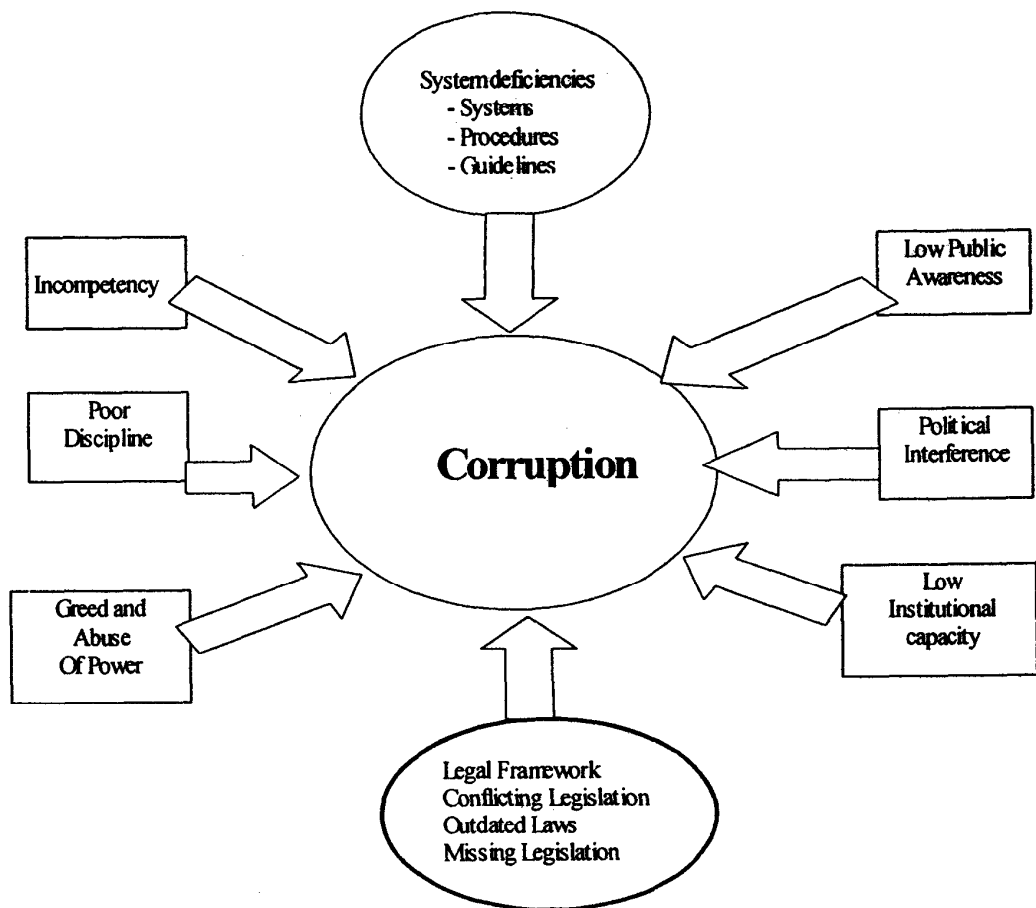 System deficiencies
- Systems
- Procedures
- Guidelines
Incompetency
Low Public
Awareness
Poor
Discipline
Corruption
Political
Interference
Greed and
Abuse
Of Power
Low
Institutional
capacity
Legal Framework
Conflicting Legislation
Outdated Laws
Missing Legislation